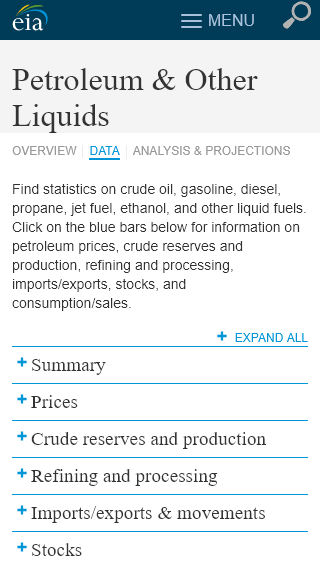 eia
MENU
Petroleum & Other
Liquids
OVERVIEW DATA ANALYSIS & PROJECTIONS
Find statistics on crude oil, gasoline, diesel,
propane, jet fuel, ethanol, and other liquid fuels.
Click on the blue bars below for information on
petroleum prices, crude reserves and
production, refining and processing,
imports/exports, stocks, and
consumption/sales.
+ EXPAND ALL
+ Summary
+ Prices
+ Crude reserves and production
+ Refining and processing
+ Imports/exports & movements
+ Stocks